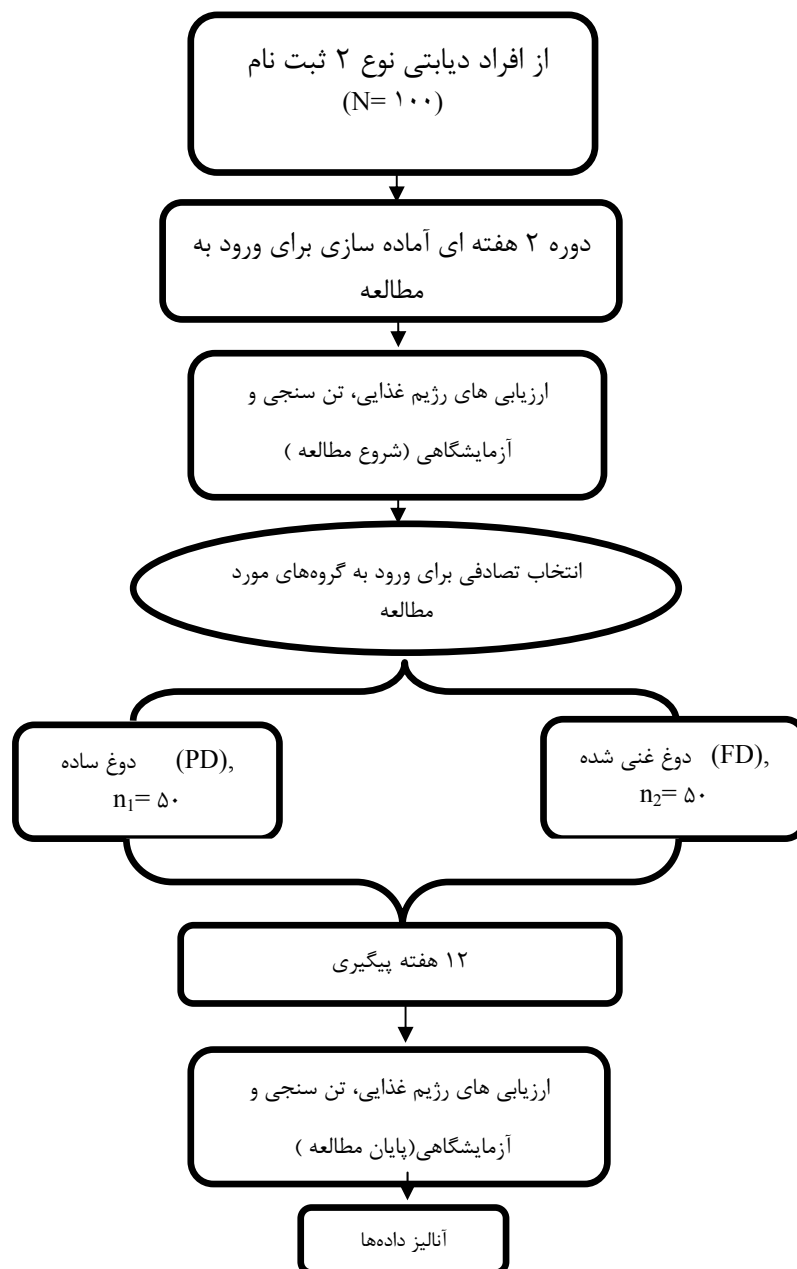 از افراد دیابتی نوع ۲ ثبت نام
(N= ۱۰۰)
دوره ۲ هفته ای آماده سازی برای ورود به
مطالعه
ارزیابی های رژیم غذایی، تن سنجی و
آزمایشگاهی (شروع مطالعه )
انتخاب تصادفی برای ورود به گروه‌های مورد
مطالعه
دوغ غنی شده (FD),
n₂= ۵۰
دوغ ساده (PD),
n₁= ۵۰
۱۲ هفته پیگیری
ارزیابی های رژیم غذایی، تن سنجی و
آزمایشگاهی(پایان مطالعه )
آنالیز داده‌ها